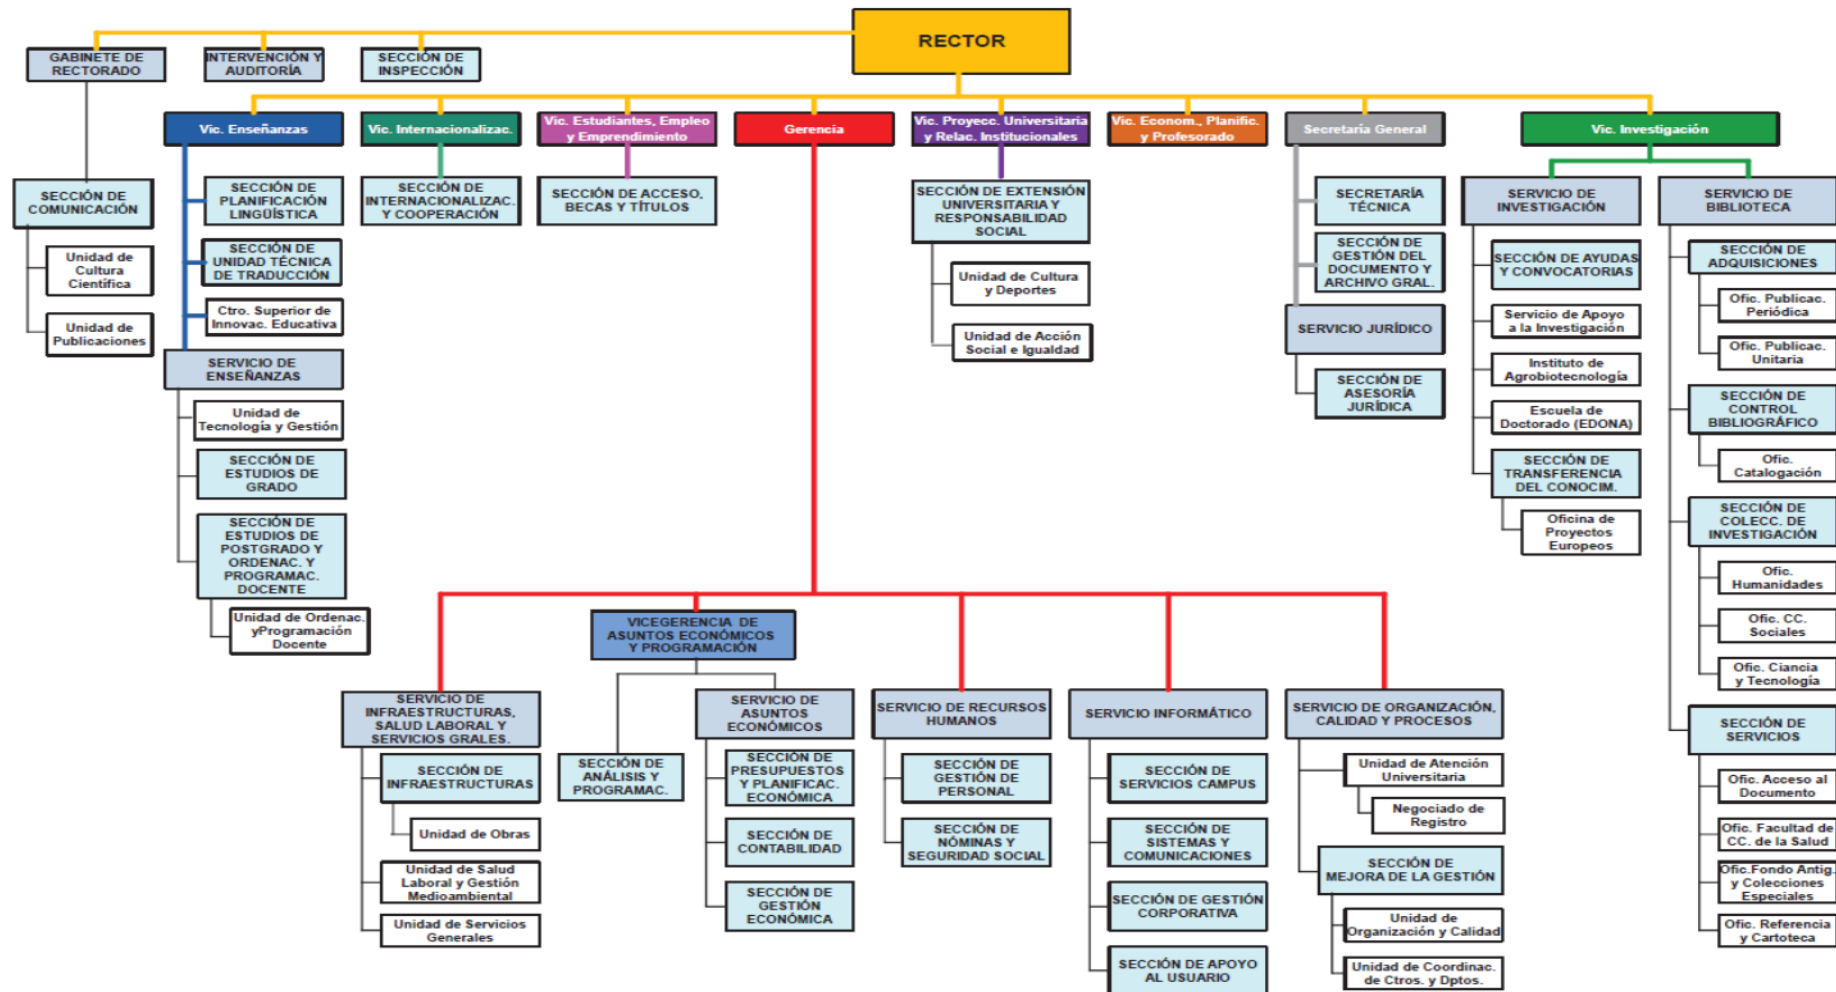 RECTOR
GABINETE DE
RECTORADO
INTERVENCIÓN Y
AUDITORÍA
SECCIÓN DE
INSPECCIÓN
Vic. Enseñanzas
Vic. Internacionalizac.
Vic. Estudiantes, Empleo
y Emprendimiento
Gerencia
Vic. Proyecc. Universitaria
y Relac. Institucionales
Vic. Econom., Planific.
y Profesorado
Secretaría General
Vic. Investigación
SECCIÓN DE
COMUNICACIÓN
Unidad de
Cultura
Científica
Unidad de
Publicaciones
SECCIÓN DE
PLANIFICACIÓN
LINGÜÍSTICA
SECCIÓN DE
UNIDAD TÉCNICA
DE TRADUCCIÓN
Ctro. Superior de
Innovac. Educativa
SERVICIO DE
ENSEÑANZAS
Unidad de
Tecnología y Gestión
SECCIÓN DE
ESTUDIOS DE
GRADO
SECCIÓN DE
ESTUDIOS DE
POSTGRADO Y
ORDENAC. Y
PROGRAMAC.
DOCENTE
Unidad de Ordenac.
yProgramación
Docente
SECCIÓN DE
INTERNACIONALIZAC.
Y COOPERACIÓN
SECCIÓN DE ACCESO,
BECAS Y TÍTULOS
SECCIÓN DE EXTENSIÓN
UNIVERSITARIA Y
RESPONSABILIDAD
SOCIAL
Unidad de Cultura
y Deportes
Unidad de Acción
Social e Igualdad
SECRETARÍA
TÉCNICA
SECCIÓN DE
GESTIÓN DEL
DOCUMENTO Y
ARCHIVO GRAL.
SERVICIO JURÍDICO
SECCIÓN DE
ASESORÍA
JURÍDICA
SERVICIO DE
INVESTIGACIÓN
SECCIÓN DE AYUDAS
Y CONVOCATORIAS
Servicio de Apoyo
a la Investigación
Instituto de
Agrobiotecnología
Escuela de
Doctorado (EDONA)
SECCIÓN DE
TRANSFERENCIA
DEL CONOCIM.
Oficina de
Proyectos
Europeos
SERVICIO DE
BIBLIOTECA
SECCIÓN DE
ADQUISICIONES
Ofic. Publicac.
Periódica
Ofic. Publicac.
Unitaria
SECCIÓN DE
CONTROL
BIBLIOGRÁFICO
Ofic.
Catalogación
SECCIÓN DE
COLECC. DE
INVESTIGACIÓN
Ofic.
Humanidades
Ofic. CC.
Sociales
Ofic. Ciencia
y Tecnología
SECCIÓN DE
SERVICIOS
Ofic. Acceso al
Documento
Ofic. Facultad de
CC. de la Salud
Ofic.Fondo Antig.
y Colecciones
Especiales
Ofic. Referencia
y Cartoteca
VICEGERENCIA DE
ASUNTOS ECONÓMICOS
Y PROGRAMACIÓN
SERVICIO DE
INFRAESTRUCTURAS,
SALUD LABORAL Y
SERVICIOS GRALES.
SECCIÓN DE
INFRAESTRUCTURAS
Unidad de Obras
Unidad de Salud
Laboral y Gestión
Medioambiental
Unidad de Servicios
Generales
SECCIÓN DE
ANÁLISIS Y
PROGRAMAC.
SERVICIO DE
ASUNTOS
ECONÓMICOS
SECCIÓN DE
PRESUPUESTOS
Y PLANIFICAC.
ECONÓMICA
SECCIÓN DE
CONTABILIDAD
SECCIÓN DE
GESTIÓN
ECONÓMICA
SERVICIO DE RECURSOS
HUMANOS
SECCIÓN DE
GESTIÓN DE
PERSONAL
SECCIÓN DE
NÓMINAS Y
SEGURIDAD SOCIAL
SERVICIO INFORMÁTICO
SECCIÓN DE
SERVICIOS CAMPUS
SECCIÓN DE
SISTEMAS Y
COMUNICACIONES
SECCIÓN DE GESTIÓN
CORPORATIVA
SECCIÓN DE APOYO
AL USUARIO
SERVICIO DE ORGANIZACIÓN,
CALIDAD Y PROCESOS
Unidad de Atención
Universitaria
Negociado de
Registro
SECCIÓN DE
MEJORA DE LA GESTIÓN
Unidad de
Organización y Calidad
Unidad de Coordinac.
de Ctros. y Dptos.